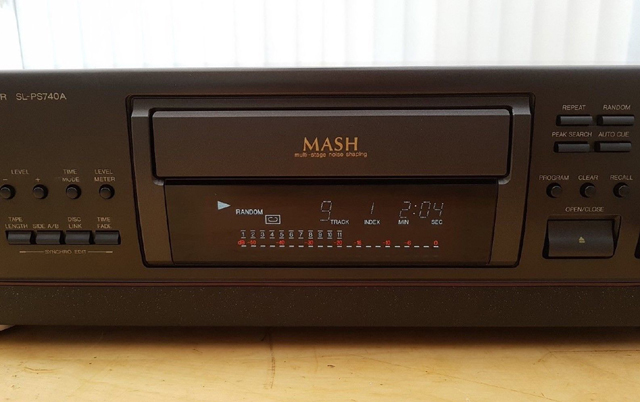 R SL-PS740A
MASH
multi-stage noise shaping
REPEAT RANDOM
PEAK SEARCH AUTO CUE
LEVEL TIME MODE LEVEL METER
- +
PROGRAM CLEAR RECALL
OPEN/CLOSE
RANDOM 9 TRACK 1 INDEX 2:04 MIN SEC
1 2 3 4 5 6 7 8 9 10 11
TAPE LENGTH SIDE A/B DISC LINK TIME FADE
SYNCHRO EDIT